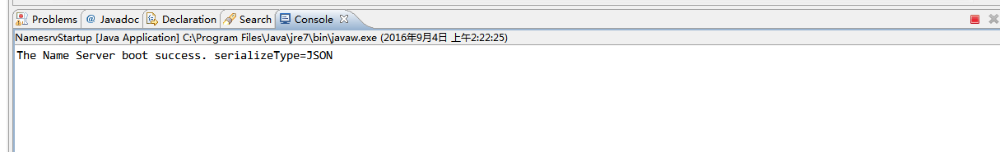 Problems @ Javadoc Declaration Search Console
NamesrvStartup [Java Application] C:\Program Files\Java\jre7\bin\javaw.exe (2016年9月4日 上午2:22:25)
The Name Server boot success. serializeType=JSON